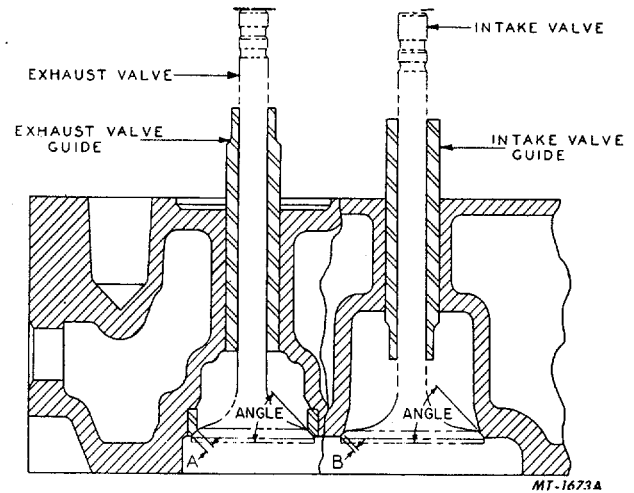 INTAKE VALVE
EXHAUST VALVE
EXHAUST VALVE
GUIDE
INTAKE VALVE
GUIDE
ANGLE
ANGLE
A
B
MT-1673A